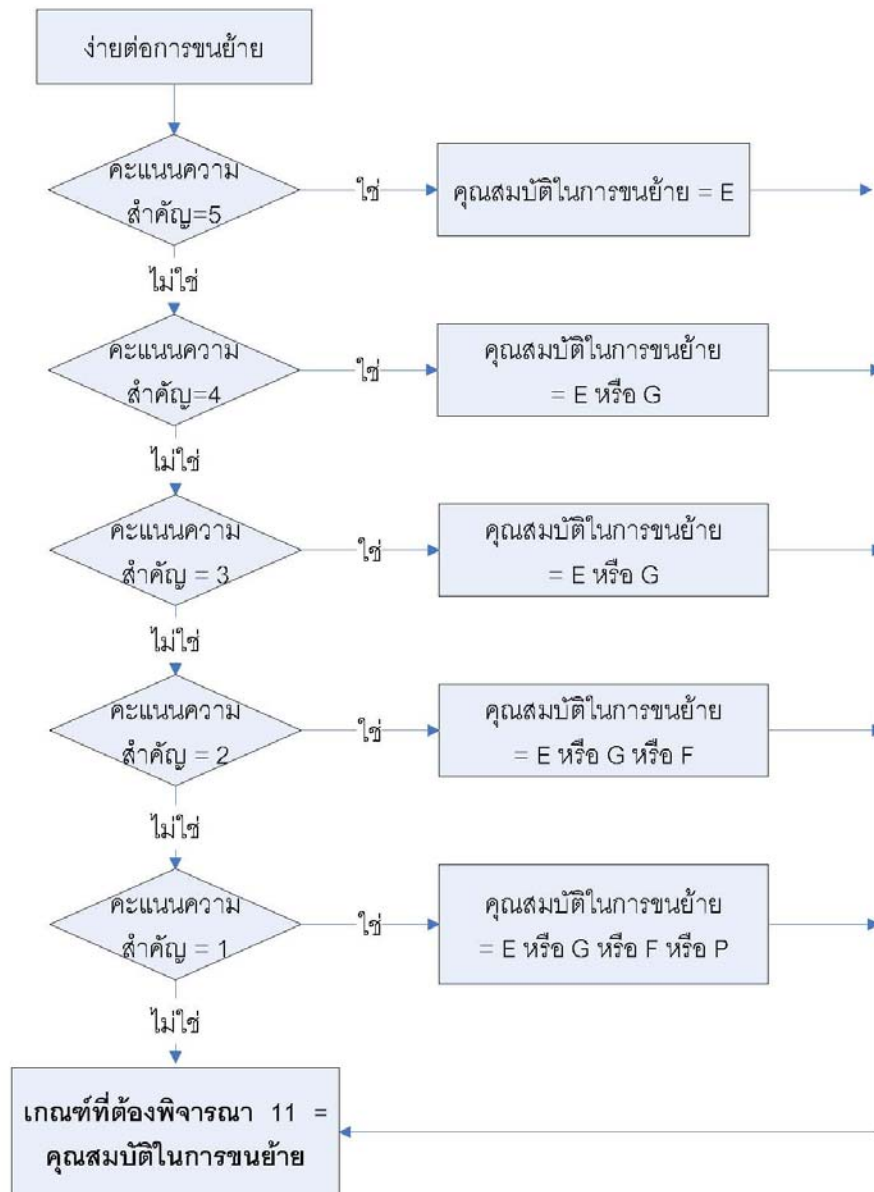 ง่ายต่อการขนย้าย
คะแนนความ
สำคัญ=5
ใช่
คุณสมบัติในการขนย้าย = E
ไม่ใช่
คะแนนความ
สำคัญ=4
ใช่
คุณสมบัติในการขนย้าย
= E หรือ G
ไม่ใช่
คะแนนความ
สำคัญ = 3
ใช่
คุณสมบัติในการขนย้าย
= E หรือ G
ไม่ใช่
คะแนนความ
สำคัญ = 2
ใช่
คุณสมบัติในการขนย้าย
= E หรือ G หรือ F
ไม่ใช่
คะแนนความ
สำคัญ = 1
ใช่
คุณสมบัติในการขนย้าย
= E หรือ G หรือ F หรือ P
ไม่ใช่
เกณฑ์ที่ต้องพิจารณา 11 =
คุณสมบัติในการขนย้าย